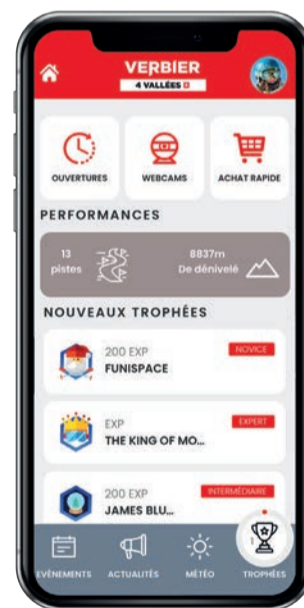 VERBIER
4 VALLÉES
OUVERTURES WEBCAMS ACHAT RAPIDE
PERFORMANCES
13 8837m
pistes De dénivelé
NOUVEAUX TROPHÉES
200 EXP NOVICE
FUNISPACE
EXP EXPERT
THE KING OF MO...
200 EXP INTERMÉDIAIRE
JAMES BLU...
1
ÉVÉNEMENTS ACTUALITÉS MÉTÉO TROPHÉES